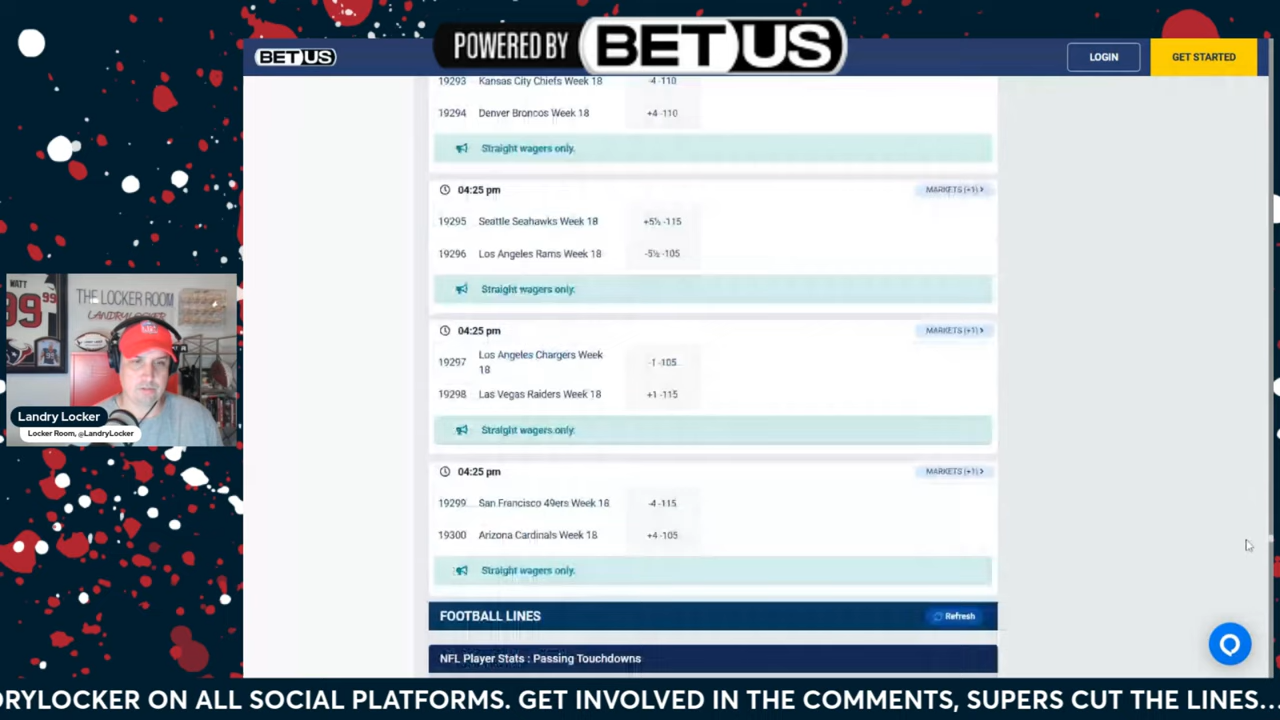 POWERED BY BETUS
BETUS
LOGIN
GET STARTED
19293 Kansas City Chiefs Week 18 -4 -110
19294 Denver Broncos Week 18 +4 -110
Straight wagers only.
04:25 pm MARKETS (+1)
19295 Seattle Seahawks Week 18 +5½ -115
19296 Los Angeles Rams Week 18 -5½ -105
Straight wagers only.
04:25 pm MARKETS (+1)
19297 Los Angeles Chargers Week
18 -1 -105
19298 Las Vegas Raiders Week 18 +1 -115
Straight wagers only.
04:25 pm MARKETS (+1)
19299 San Francisco 49ers Week 18 -4 -115
19300 Arizona Cardinals Week 18 +4 -105
Straight wagers only.
FOOTBALL LINES Refresh
NFL Player Stats : Passing Touchdowns
WATT
99
99
THE LOCKER ROOM
Landry Locker
Locker Room, @LandryLocker
DRYLOCKER ON ALL SOCIAL PLATFORMS. GET INVOLVED IN THE COMMENTS, SUPERS CUT THE LINES...